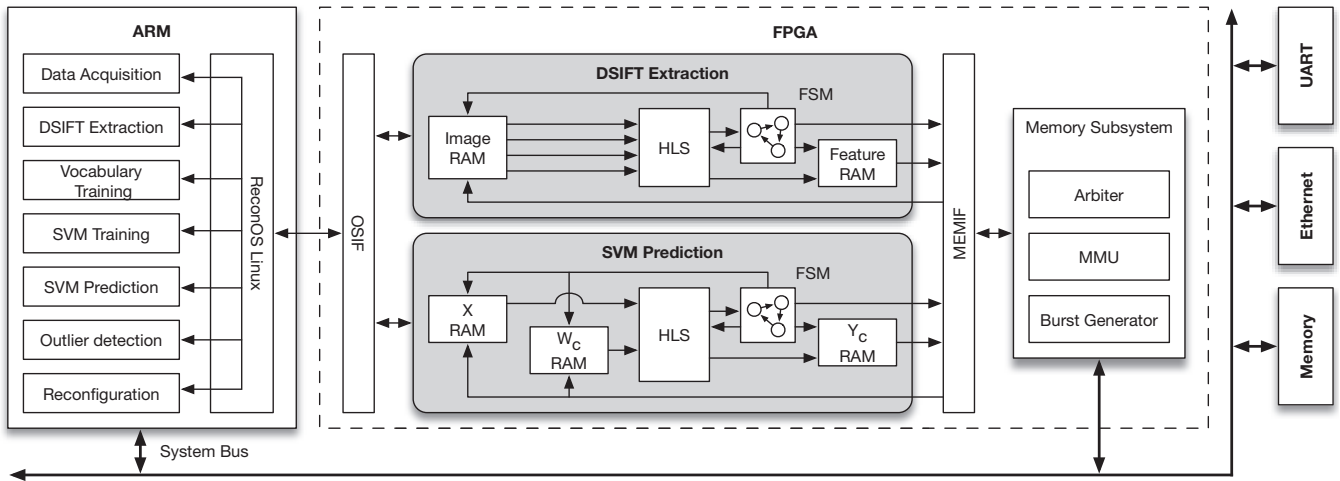 ARM
Data Acquisition
DSIFT Extraction
Vocabulary
Training
SVM Training
SVM Prediction
Outlier detection
Reconfiguration
ReconOS Linux
System Bus
FPGA
OSIF
DSIFT Extraction
FSM
Image
RAM
HLS
Feature
RAM
SVM Prediction
FSM
X
RAM
WC
RAM
HLS
YC
RAM
MEMIF
Memory Subsystem
Arbiter
MMU
Burst Generator
UART
Ethernet
Memory